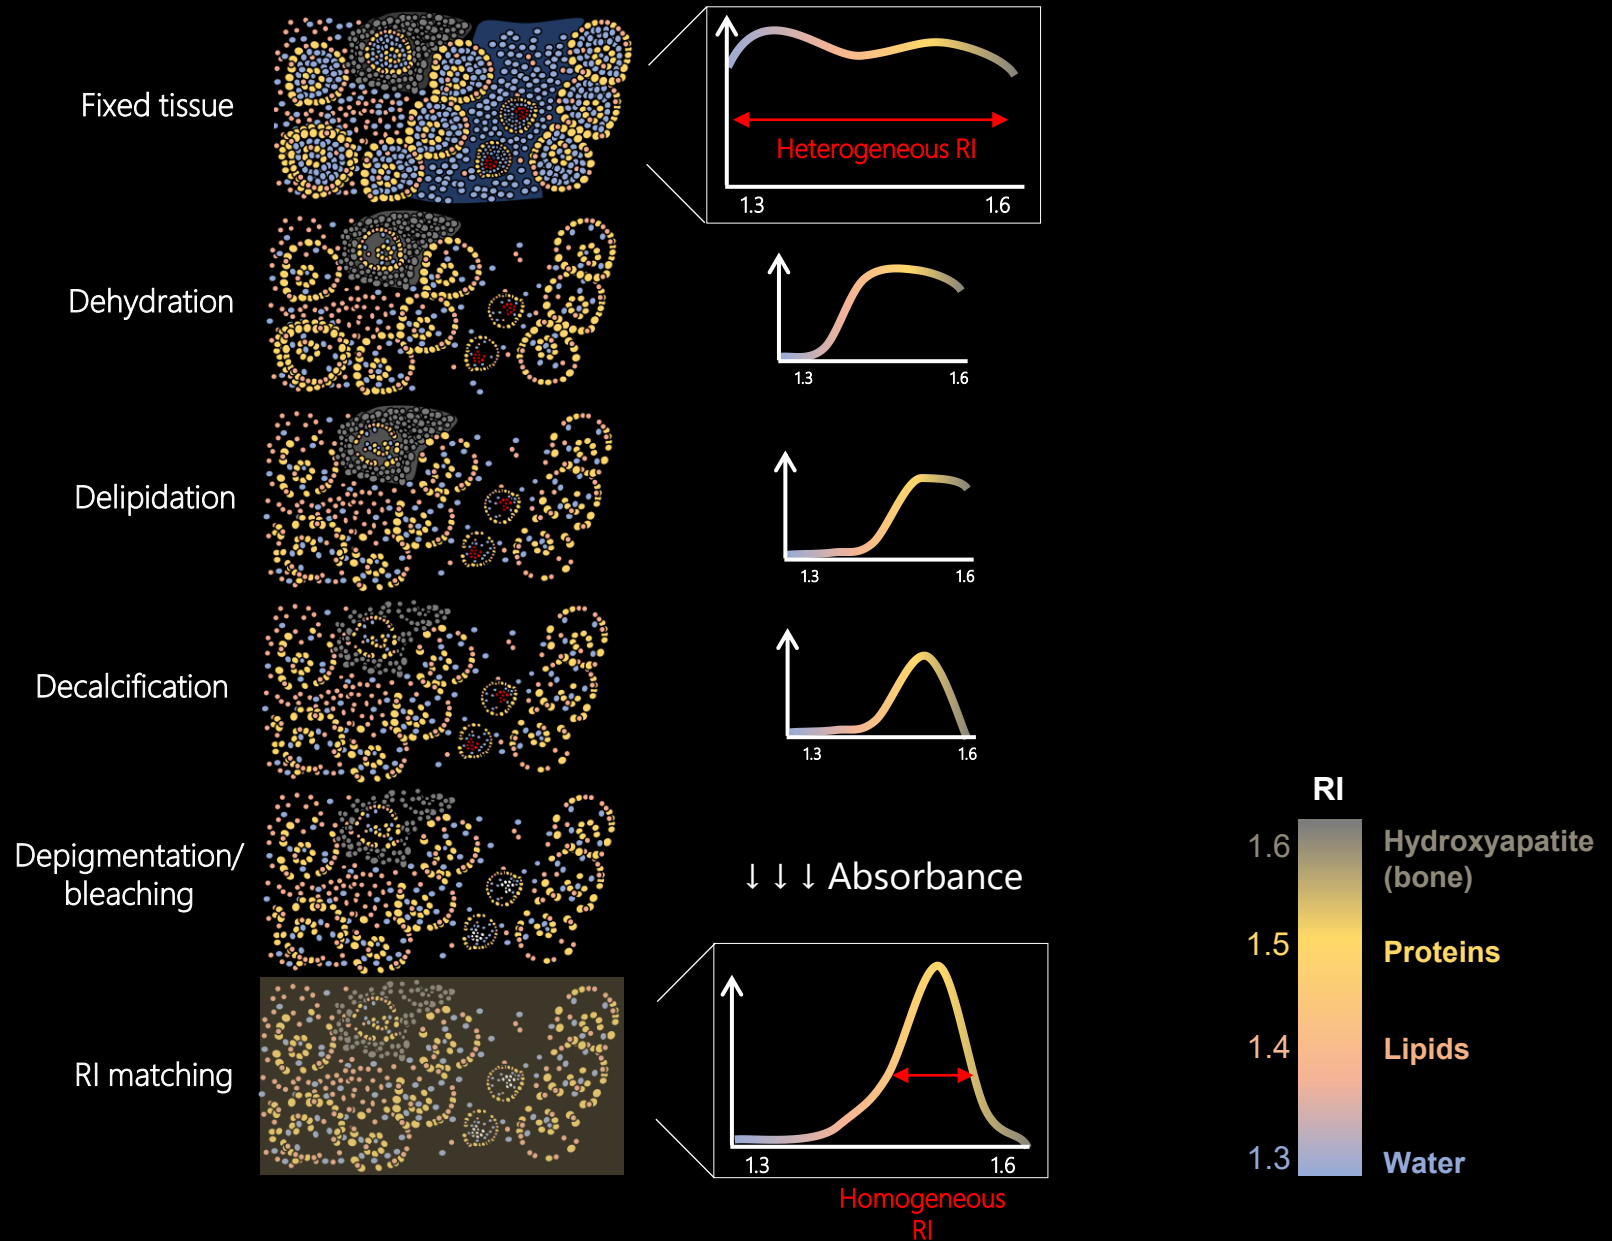 Fixed tissue
Heterogeneous RI
1.3
1.6
Dehydration
1.3
1.6
Delipidation
1.3
1.6
Decalcification
1.3
1.6
Depigmentation/
bleaching
↓ ↓ ↓ Absorbance
RI matching
1.3
1.6
Homogeneous
RI
RI
1.6
Hydroxyapatite
(bone)
1.5
Proteins
1.4
Lipids
1.3
Water